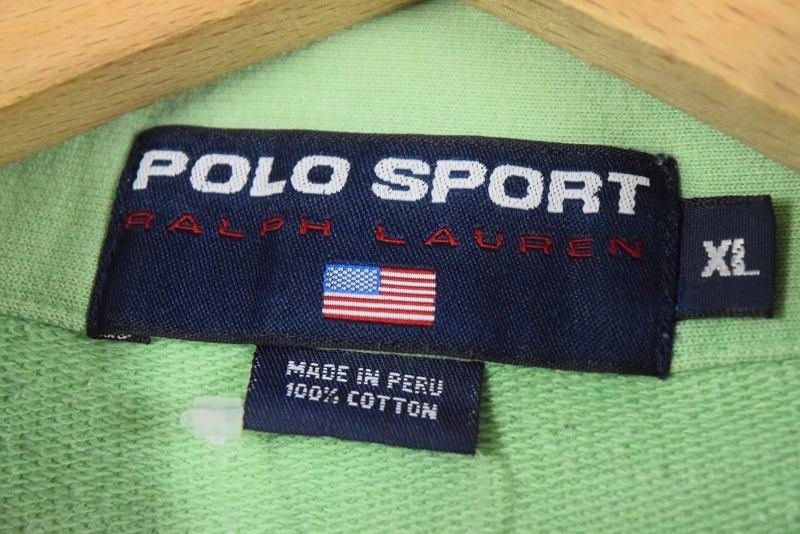 POLO SPORT
RALPH LAUREN
XL
MADE IN PERU
100% COTTON